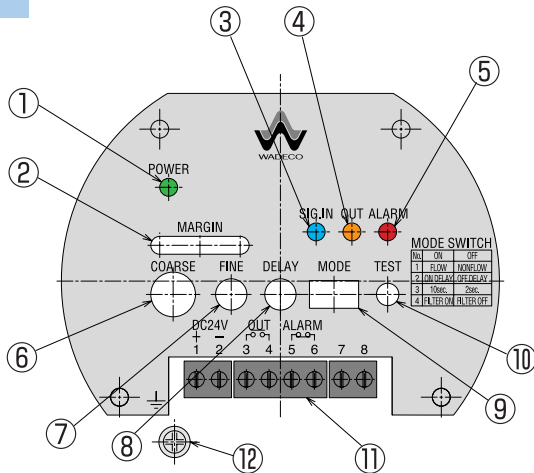 ③ ④ ⑤
①
②
WADECO
POWER
SIG.IN OUT ALARM
MARGIN
MODE SWITCH
No. ON OFF
1 FLOW NONFLOW
2 ON DELAY OFF.DELAY
3 10sec. 2sec.
4 FILTER ON FILTER OFF
COARSE FINE DELAY MODE TEST
⑥ ⑩
DC24V OUT ALARM
+ −
1 2 3 4 5 6 7 8
⑨
⑦ ⑧ ⑪
⑫